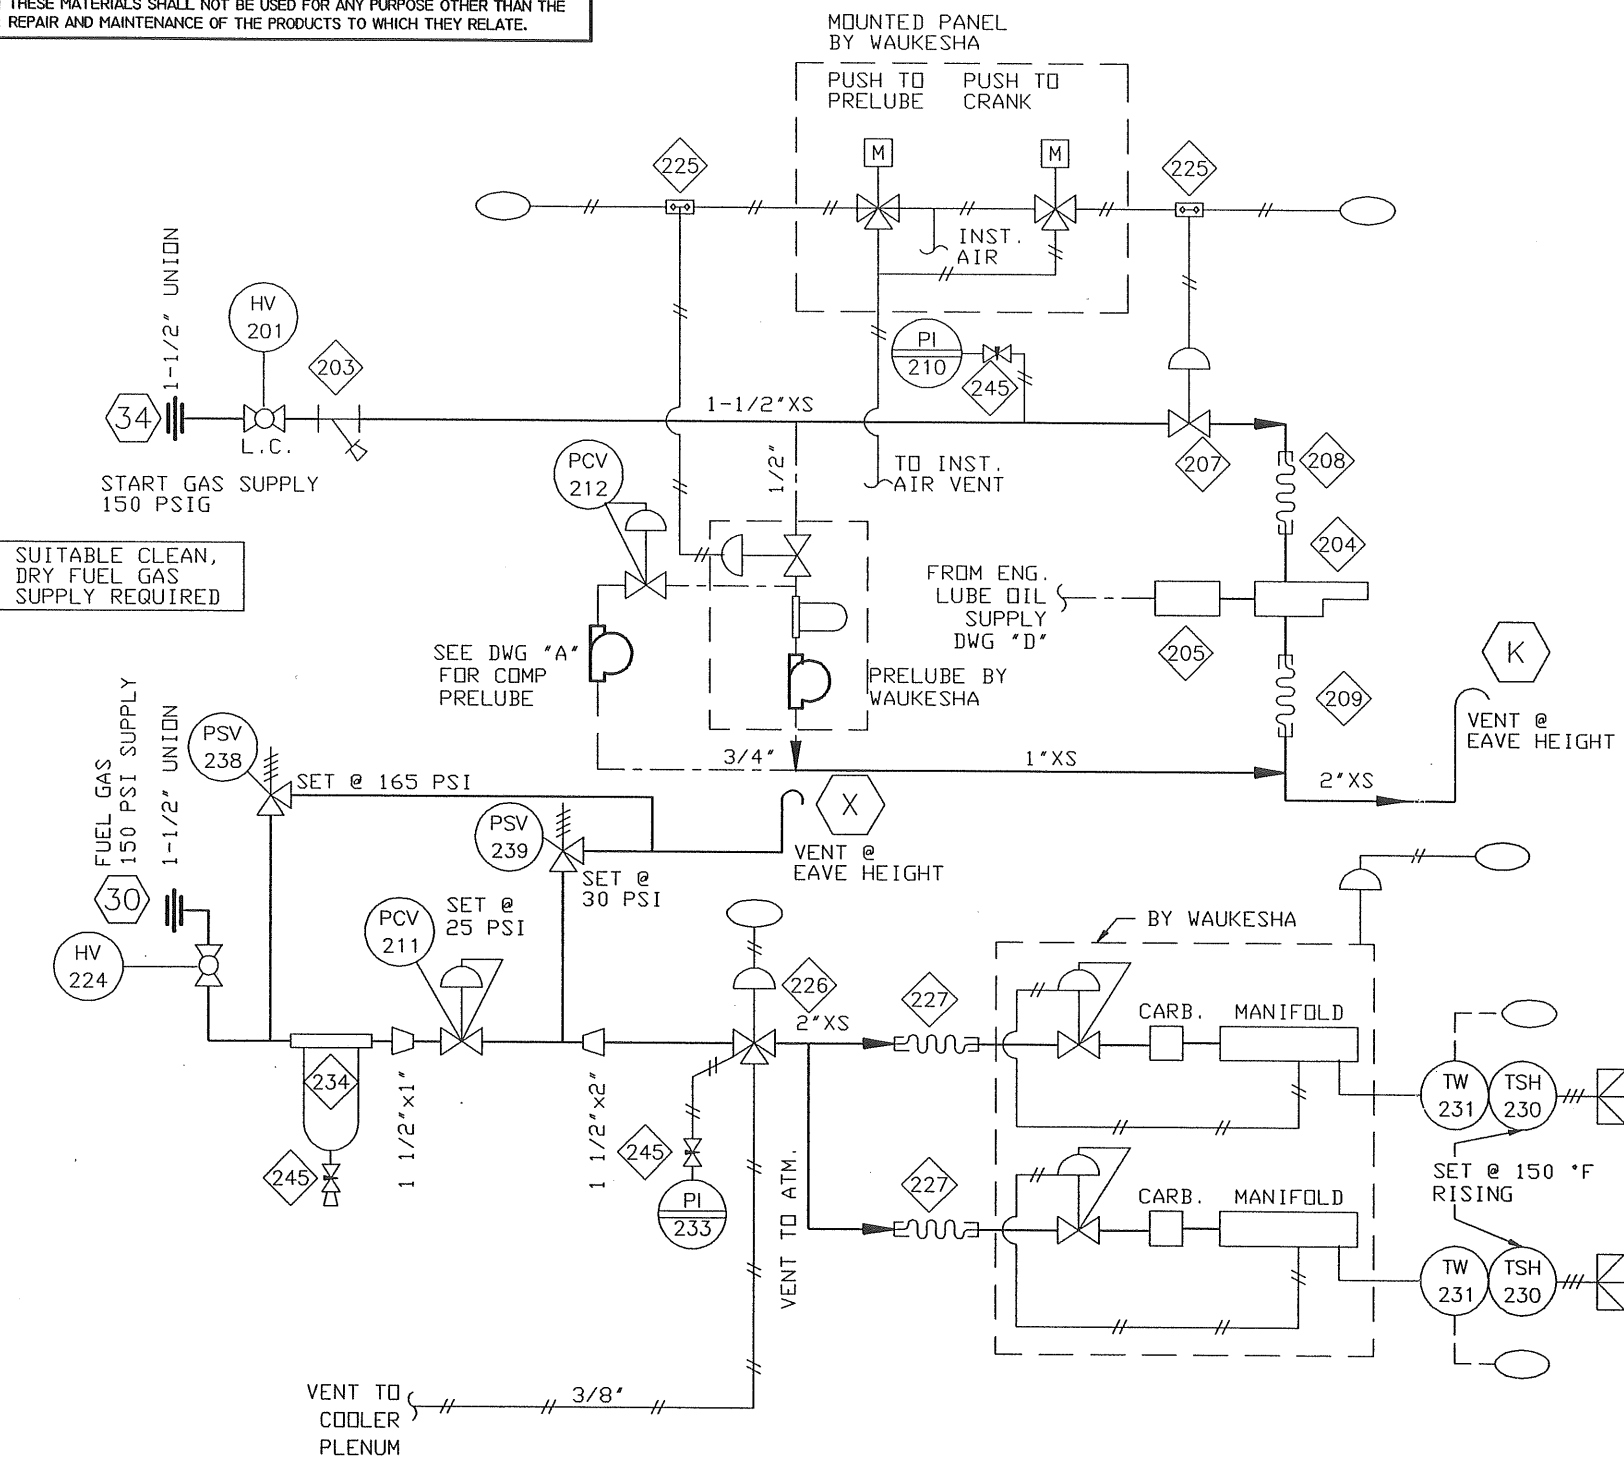 THESE MATERIALS SHALL NOT BE USED FOR ANY PURPOSE OTHER THAN THE
REPAIR AND MAINTENANCE OF THE PRODUCTS TO WHICH THEY RELATE.
MOUNTED PANEL
BY WAUKESHA
PUSH TO
PRELUBE
PUSH TO
CRANK
M
M
225
225
INST.
AIR
1-1/2" UNION
HV
201
203
34
L.C.
START GAS SUPPLY
150 PSIG
1-1/2"XS
PI
210
245
207
208
PCV
212
1/2"
TO INST.
AIR VENT
204
SUITABLE CLEAN,
DRY FUEL GAS
SUPPLY REQUIRED
FROM ENG.
LUBE OIL
SUPPLY
DWG "D"
205
K
SEE DWG "A"
FOR COMP
PRELUBE
PRELUBE BY
WAUKESHA
209
VENT @
EAVE HEIGHT
3/4"
1"XS
2"XS
FUEL GAS
150 PSI SUPPLY
1-1/2" UNION
PSV
238
SET @ 165 PSI
PSV
239
SET @
30 PSI
X
VENT @
EAVE HEIGHT
30
HV
224
PCV
211
SET @
25 PSI
226
2"XS
227
BY WAUKESHA
CARB.
MANIFOLD
234
245
1 1/2"x1"
1 1/2"x2"
245
PI
233
VENT TO ATM.
227
CARB.
MANIFOLD
TW
231
TSH
230
SET @ 150 °F
RISING
TW
231
TSH
230
VENT TO
COOLER
PLENUM
3/8"